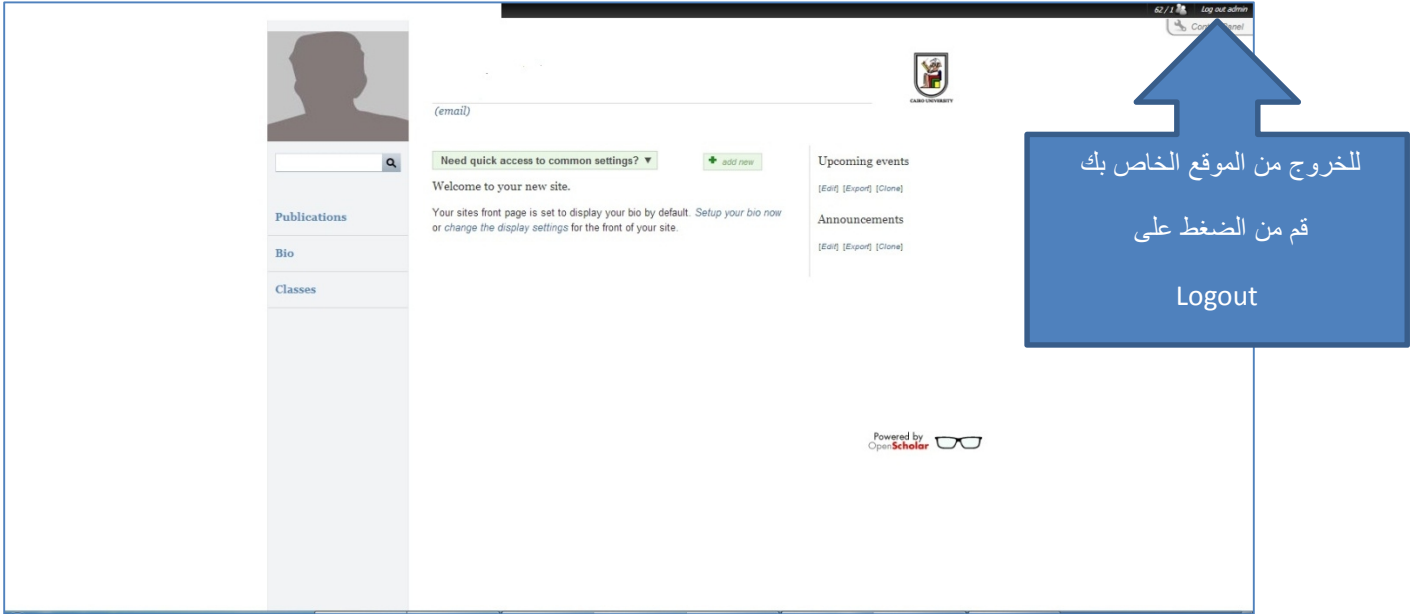 62 / 1 Log out admin
Control Panel
CAIRO UNIVERSITY
(email)
Need quick access to common settings? ▼
+ add new
Welcome to your new site.
Your sites front page is set to display your bio by default. Setup your bio now
or change the display settings for the front of your site.
Publications
Bio
Classes
Upcoming events
[Edit] [Export] [Clone]
Announcements
[Edit] [Export] [Clone]
للخروج من الموقع الخاص بك
قم من الضغط على
Logout
Powered by
OpenScholar